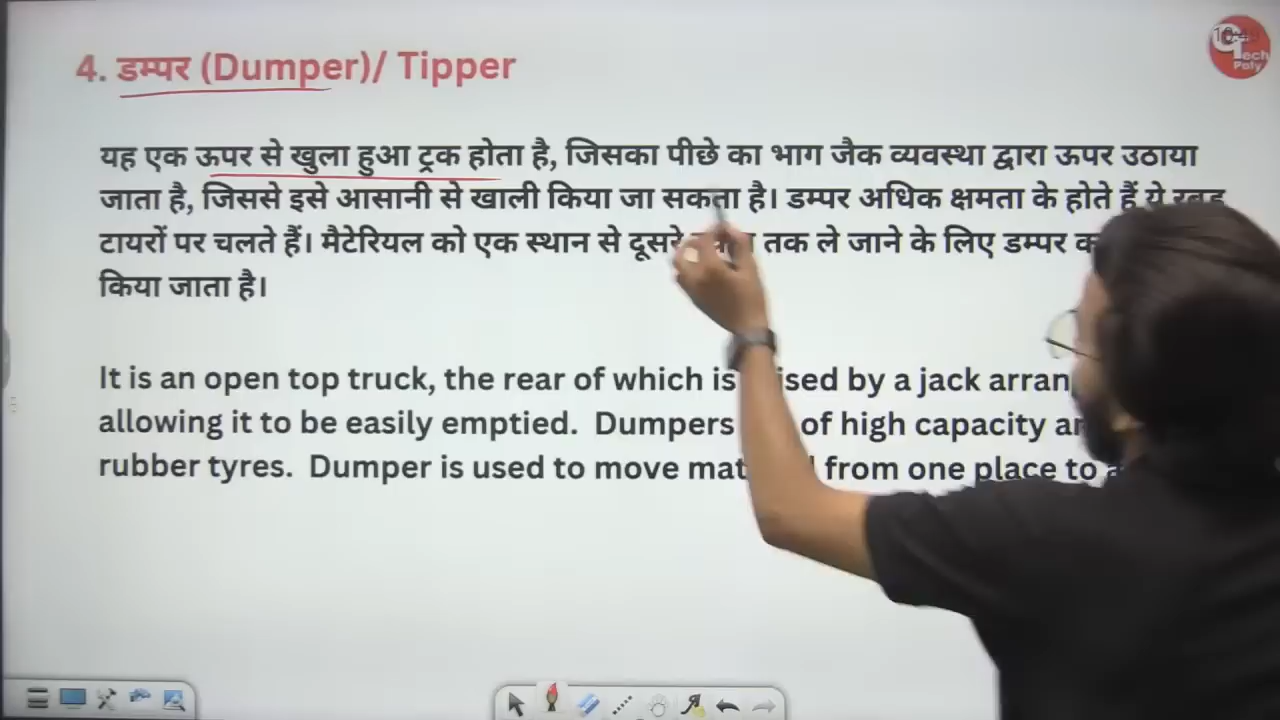 4. डम्पर (Dumper)/ Tipper
यह एक ऊपर से खुला हुआ ट्रक होता है, जिसका पीछे का भाग जैक व्यवस्था द्वारा ऊपर उठाया
जाता है, जिससे इसे आसानी से खाली किया जा सकता है। डम्पर अधिक क्षमता के होते हैं ये रबड़
टायरों पर चलते हैं। मैटेरियल को एक स्थान से दूसरे तक ले जाने के लिए डम्पर
किया जाता है।
It is an open top truck, the rear of which is by a jack
allowing it to be easily emptied. Dumpers of high capacity
rubber tyres. Dumper is used to move from one place to
Tech
Poly